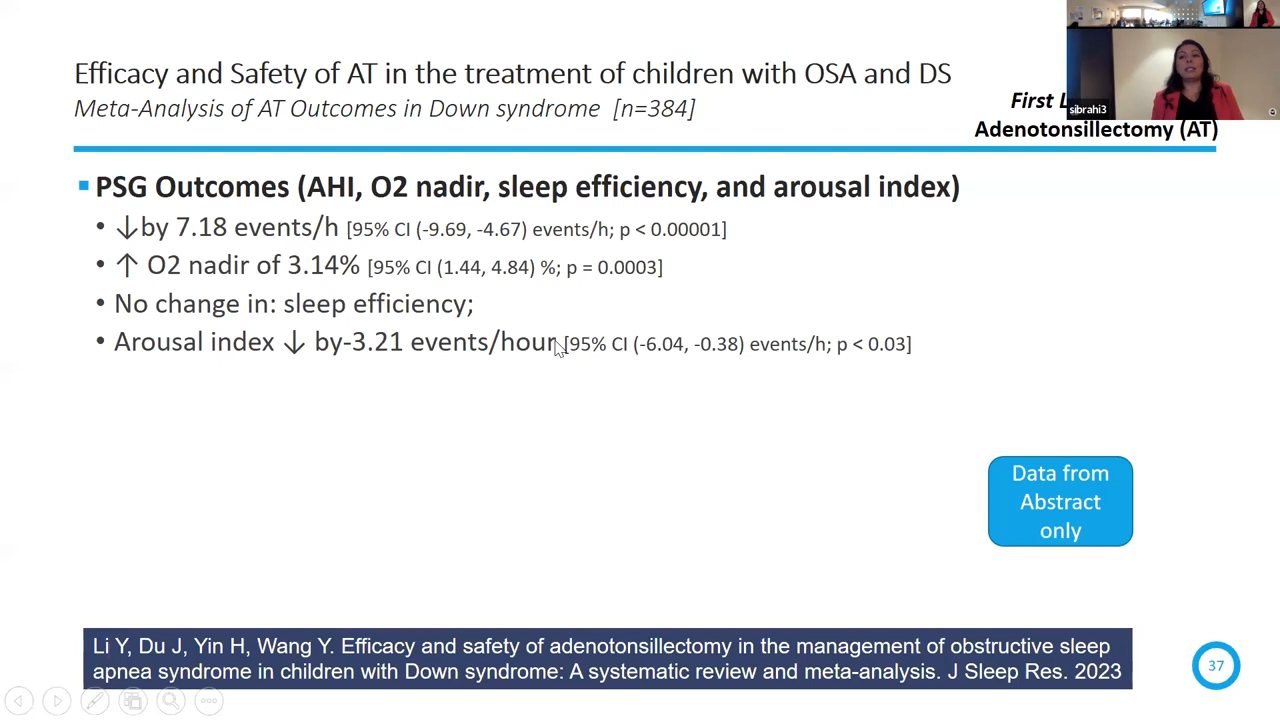 Efficacy and Safety of AT in the treatment of children with OSA and DS
Meta-Analysis of AT Outcomes in Down syndrome [n=384]
First L
Adenotonsillectomy (AT)
sibrahi3
▪ PSG Outcomes (AHI, O2 nadir, sleep efficiency, and arousal index)
• ↓by 7.18 events/h [95% CI (-9.69, -4.67) events/h; p < 0.00001]
• ↑ O2 nadir of 3.14% [95% CI (1.44, 4.84) %; p = 0.0003]
• No change in: sleep efficiency;
• Arousal index ↓ by-3.21 events/hour [95% CI (-6.04, -0.38) events/h; p < 0.03]
Data from
Abstract
only
Li Y, Du J, Yin H, Wang Y. Efficacy and safety of adenotonsillectomy in the management of obstructive sleep
apnea syndrome in children with Down syndrome: A systematic review and meta-analysis. J Sleep Res. 2023
37